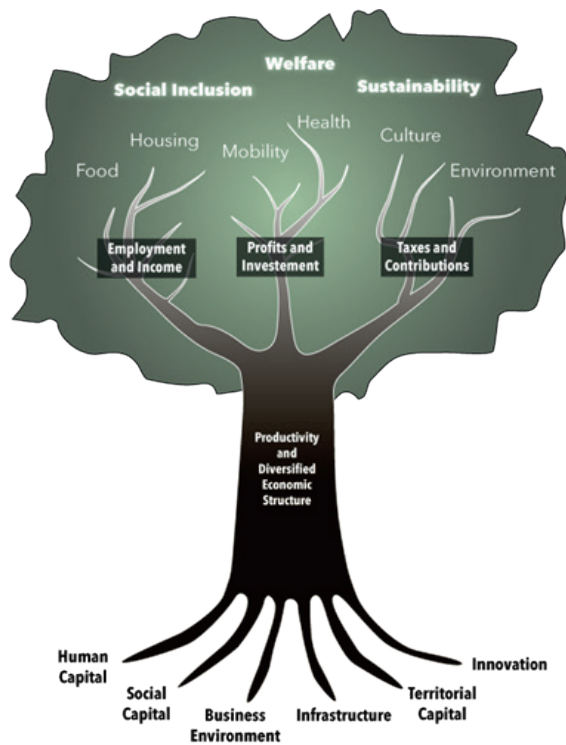 Welfare
Social Inclusion
Sustainability
Health
Housing
Mobility
Culture
Food
Environment
Employment
and Income
Profits and
Investement
Taxes and
Contributions
Productivity
and
Diversified
Economic
Structure
Human
Capital
Social
Capital
Business
Environment
Infrastructure
Territorial
Capital
Innovation